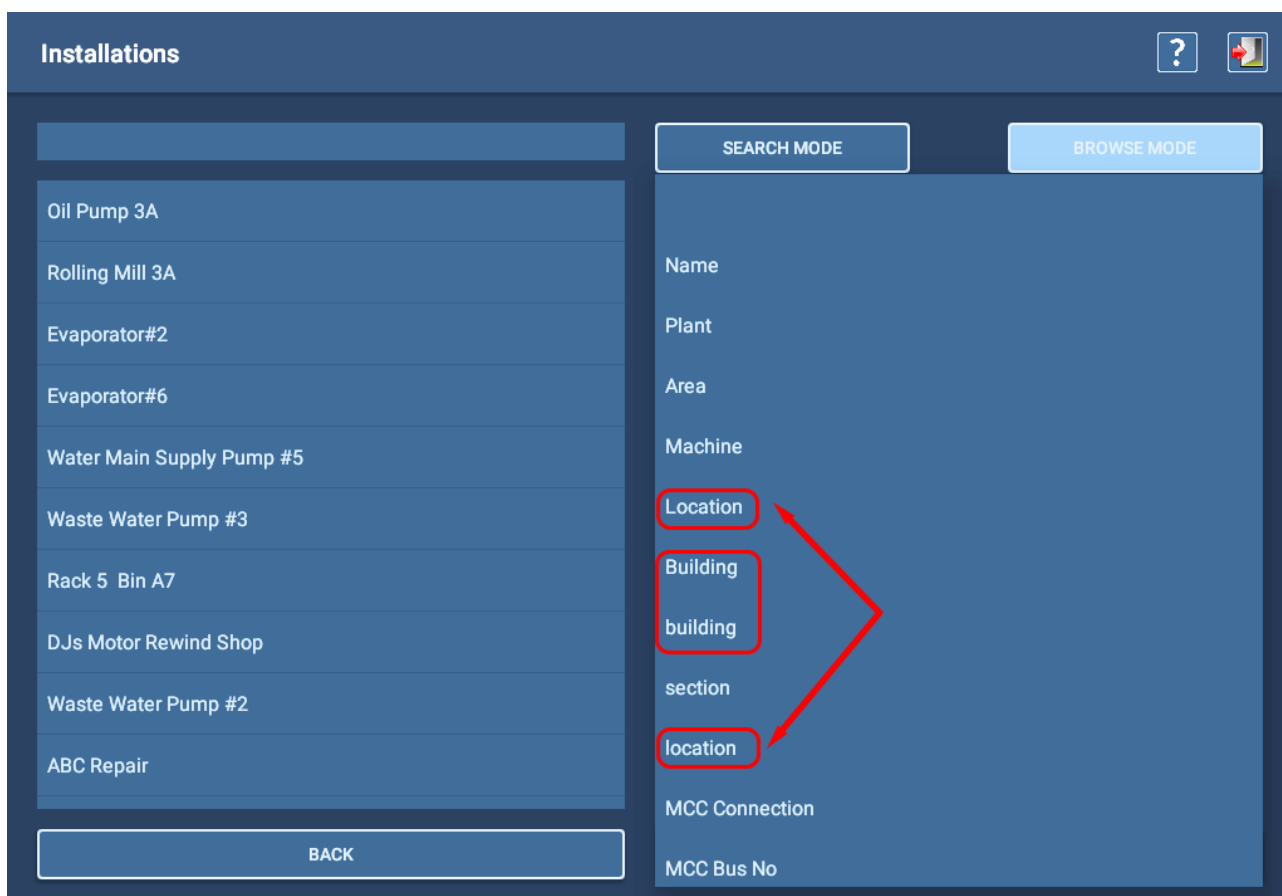 Installations
?
SEARCH MODE
BROWSE MODE
Oil Pump 3A
Rolling Mill 3A
Evaporator#2
Evaporator#6
Water Main Supply Pump #5
Waste Water Pump #3
Rack 5  Bin A7
DJs Motor Rewind Shop
Waste Water Pump #2
ABC Repair
BACK
Name
Plant
Area
Machine
Location
Building
building
section
location
MCC Connection
MCC Bus No